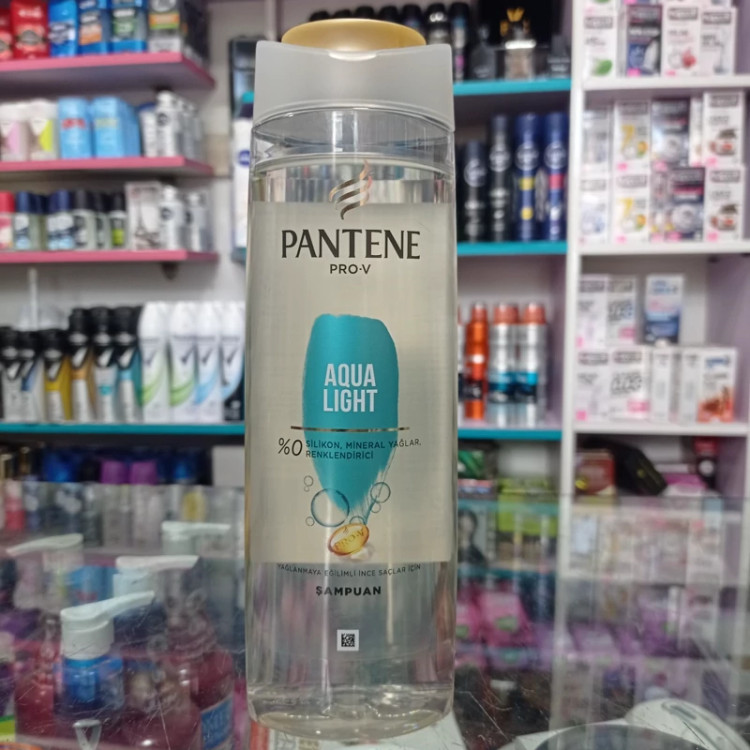 PANTENE
PRO-V
AQUA
LIGHT
%0 SİLİKON, MİNERAL YAĞLAR,
RENKLENDİRİCİ
YAĞLANMAYA EĞİLİMLİ İNCE SAÇLAR İÇİN
ŞAMPUAN